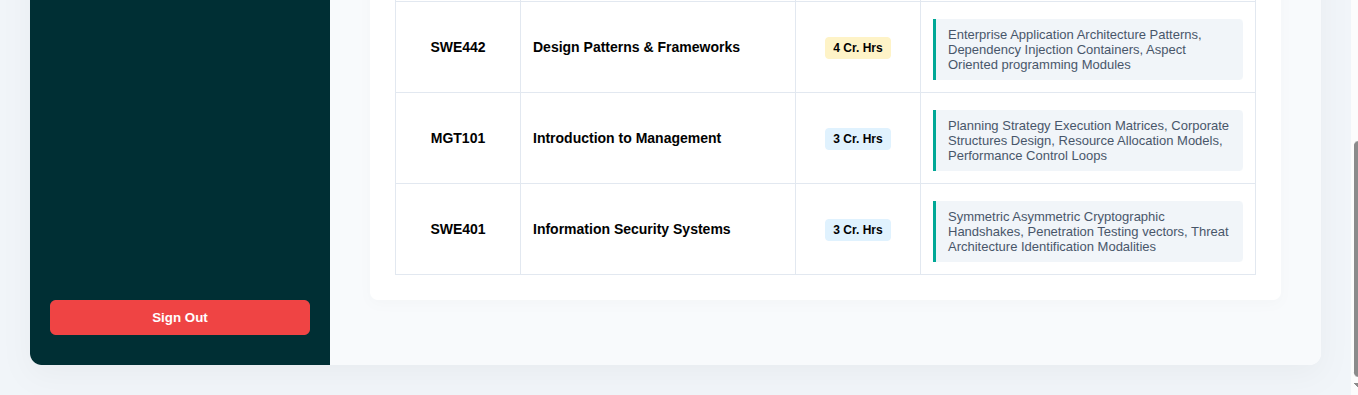 SWE442
Design Patterns & Frameworks
4 Cr. Hrs
Enterprise Application Architecture Patterns,
Dependency Injection Containers, Aspect
Oriented programming Modules
MGT101
Introduction to Management
3 Cr. Hrs
Planning Strategy Execution Matrices, Corporate
Structures Design, Resource Allocation Models,
Performance Control Loops
SWE401
Information Security Systems
3 Cr. Hrs
Symmetric Asymmetric Cryptographic
Handshakes, Penetration Testing vectors, Threat
Architecture Identification Modalities
Sign Out